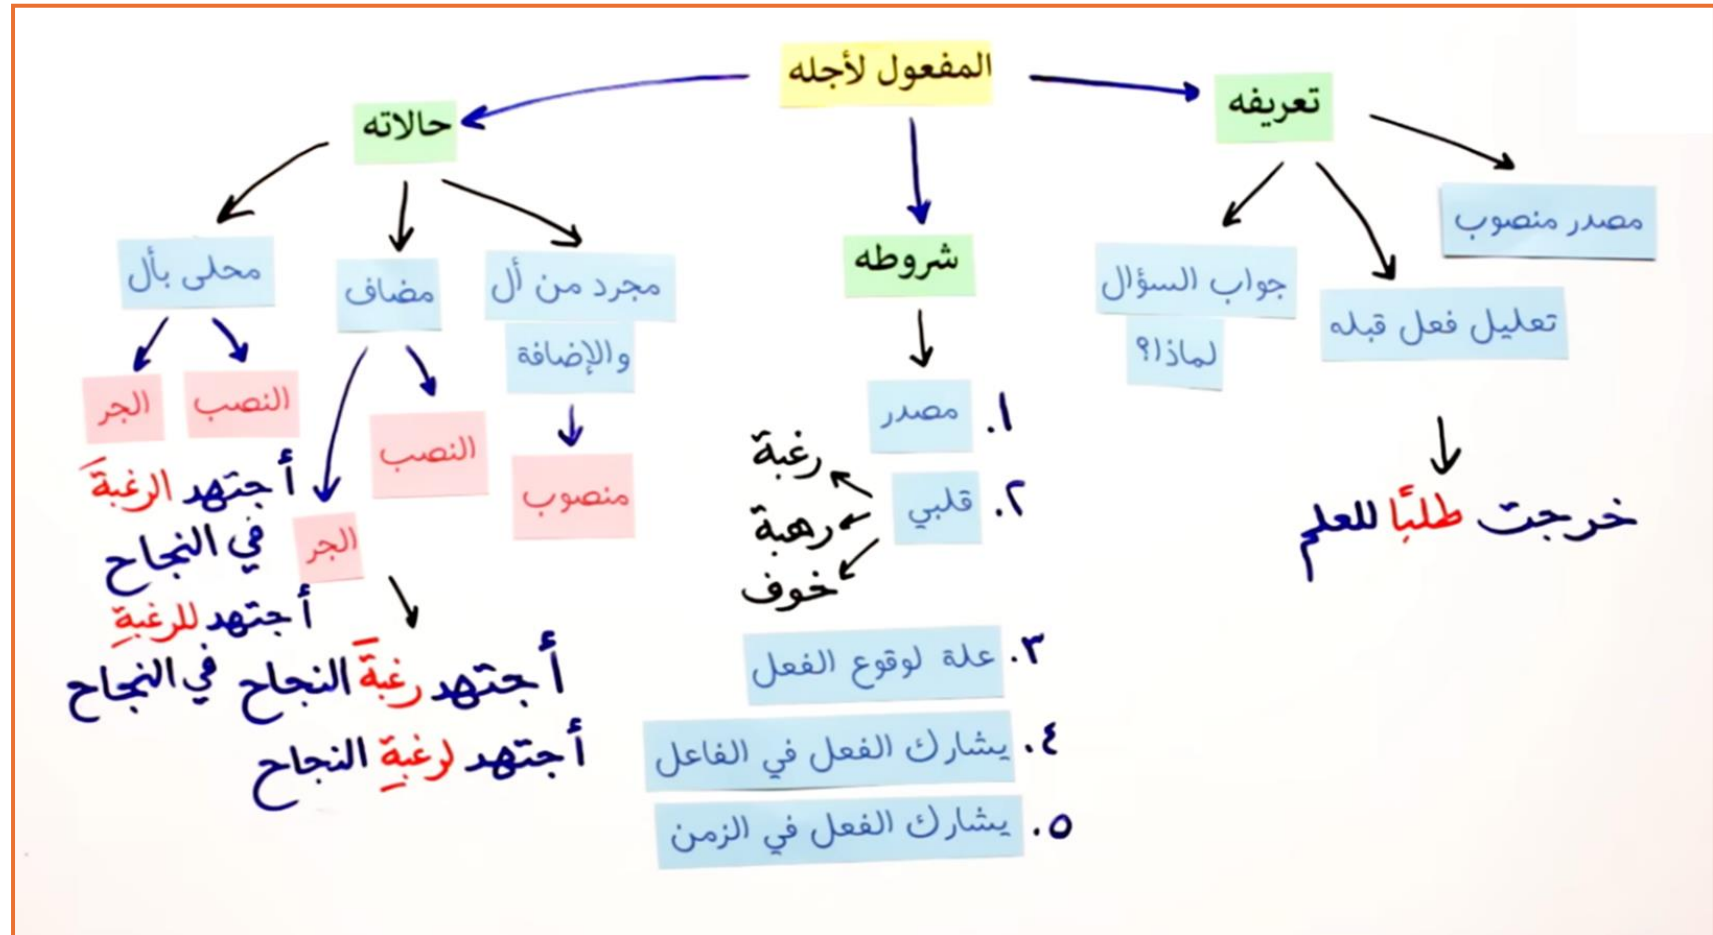 المفعول لأجله
تعريفه
مصدر منصوب
تعليل فعل قبله
جواب السؤال
لماذا؟
خرجت طلبًا للعلم
شروطه
١. مصدر
٢. قلبي
رغبة
رهبة
خوف
٣. علة لوقوع الفعل
٤. يشارك الفعل في الفاعل
٥. يشارك الفعل في الزمن
حالاته
مجرد من أل
والإضافة
منصوب
مضاف
النصب
الجر
أجتهد رغبةَ النجاح
أجتهد لرغبةِ النجاح
محلى بأل
النصب
الجر
أجتهد الرغبةَ
في النجاح
أجتهد للرغبةِ
في النجاح